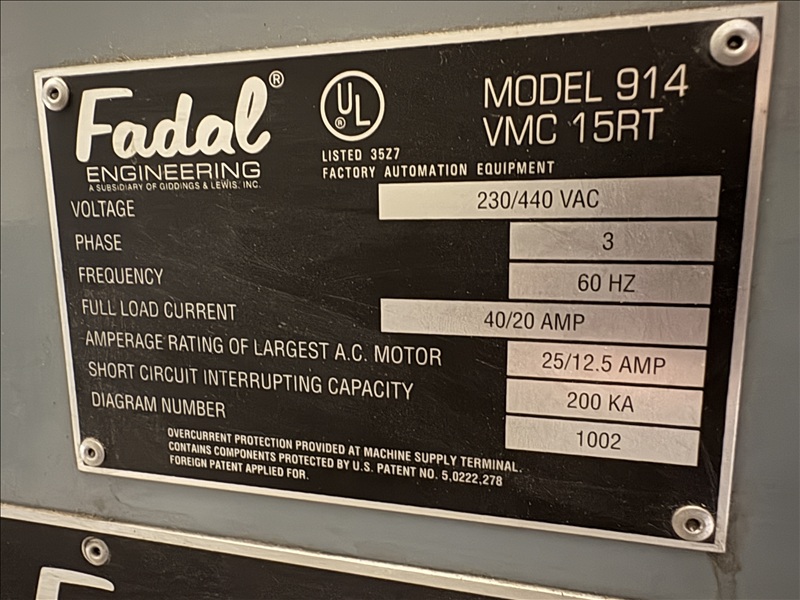 Fadal®
ENGINEERING
A SUBSIDIARY OF GIDDINGS & LEWIS, INC.
UL ®
LISTED 35Z7
FACTORY AUTOMATION EQUIPMENT
MODEL 914
VMC 15RT
VOLTAGE 230/440 VAC
PHASE 3
FREQUENCY 60 HZ
FULL LOAD CURRENT 40/20 AMP
AMPERAGE RATING OF LARGEST A.C. MOTOR 25/12.5 AMP
SHORT CIRCUIT INTERRUPTING CAPACITY 200 KA
DIAGRAM NUMBER 1002
OVERCURRENT PROTECTION PROVIDED AT MACHINE SUPPLY TERMINAL.
CONTAINS COMPONENTS PROTECTED BY U.S. PATENT NO. 5,0222,278
FOREIGN PATENT APPLIED FOR.